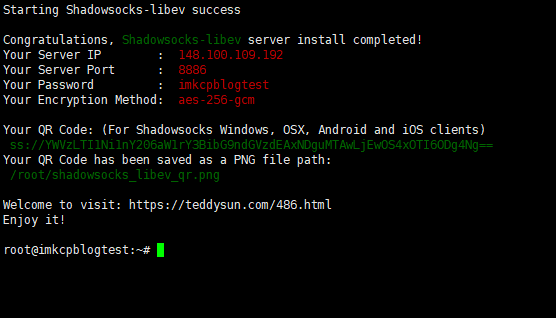 Starting Shadowsocks-libev success
Congratulations, Shadowsocks-libev server install completed!
Your Server IP        :  148.100.109.192
Your Server Port      :  8886
Your Password         :  imkcpblogtest
Your Encryption Method:  aes-256-gcm
Your QR Code: (For Shadowsocks Windows, OSX, Android and iOS clients)
ss://YWVzLTI1Ni1nY206aW1rY3BibG9ndGVzdEAxNDguMTAwLjEwOS4xOTI6ODg4Ng==
Your QR Code has been saved as a PNG file path:
/root/shadowsocks_libev_qr.png
Welcome to visit: https://teddysun.com/486.html
Enjoy it!
root@imkcpblogtest:~#